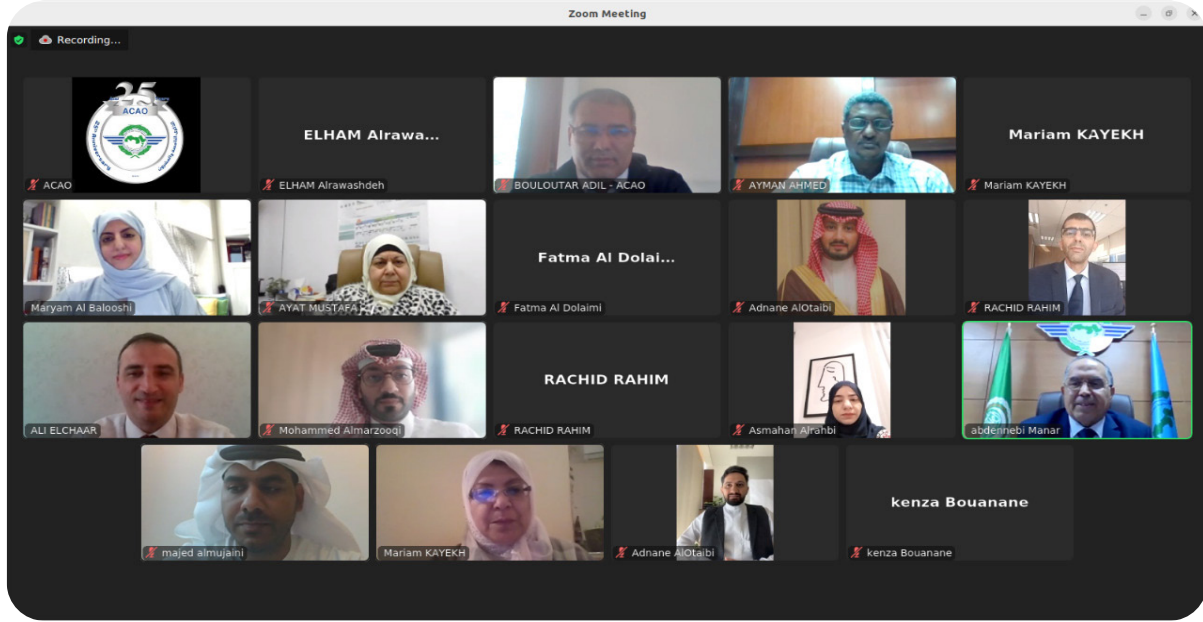 Zoom Meeting
Recording...
25
ACAO
ACAO
ELHAM Alrawa...
ELHAM Alrawashdeh
BOULOUTAR ADIL - ACAO
AYMAN AHMED
Mariam KAYEKH
Mariam KAYEKH
Maryam Al Balooshi
AYAT MUSTAFA
Fatma Al Dolai...
Fatma Al Dolaimi
Adnane AlOtaibi
RACHID RAHIM
ALI ELCHAAR
Mohammed Almarzooqi
RACHID RAHIM
RACHID RAHIM
Asmahan Alrahbi
abdennebi Manar
majed almujaini
Mariam KAYEKH
Adnane AlOtaibi
kenza Bouanane
kenza Bouanane